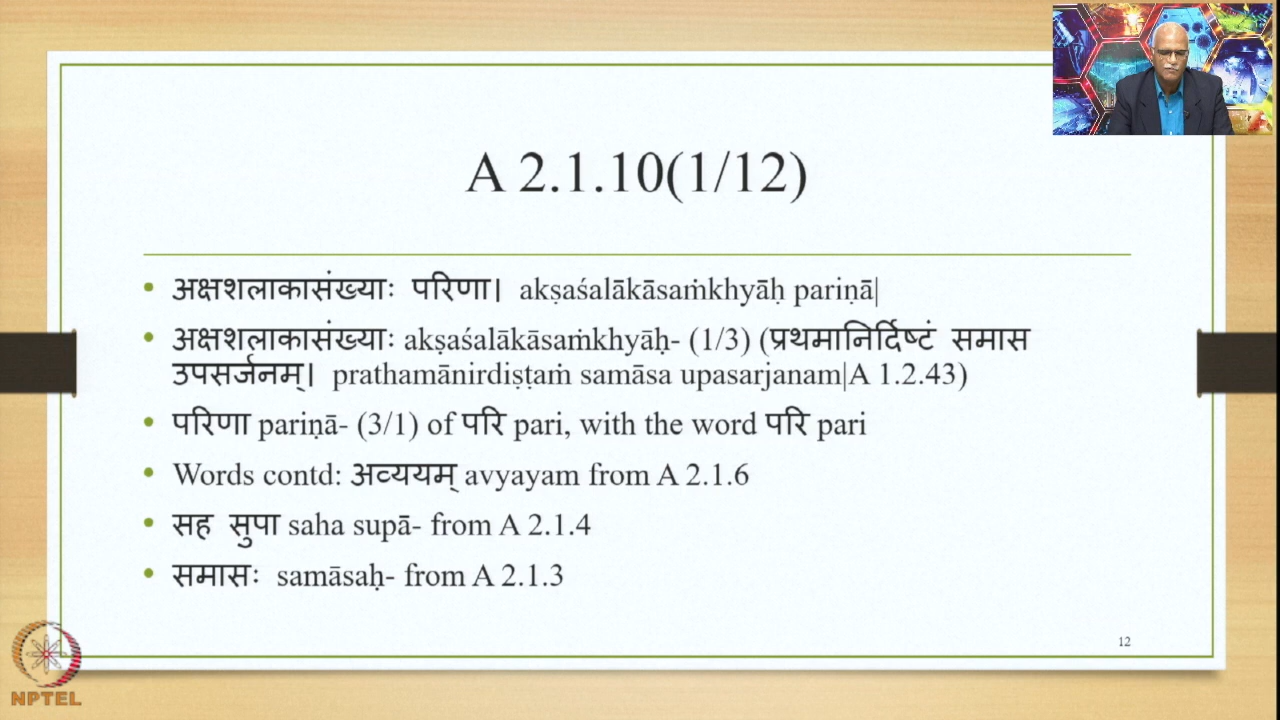 A 2.1.10(1/12)
अक्षशलाकासंख्याः परिणा। akṣaśalākāsaṁkhyāḥ pariṇā|
अक्षशलाकासंख्याः akṣaśalākāsaṁkhyāḥ- (1/3) (प्रथमानिर्दिष्टं समास
उपसर्जनम्। prathamānirdiṣṭaṁ samāsa upasarjanam|A 1.2.43)
परिणा pariṇā- (3/1) of परि pari, with the word परि pari
Words contd: अव्ययम् avyayam from A 2.1.6
सह सुपा saha supā- from A 2.1.4
समासः samāsaḥ- from A 2.1.3
12
NPTEL